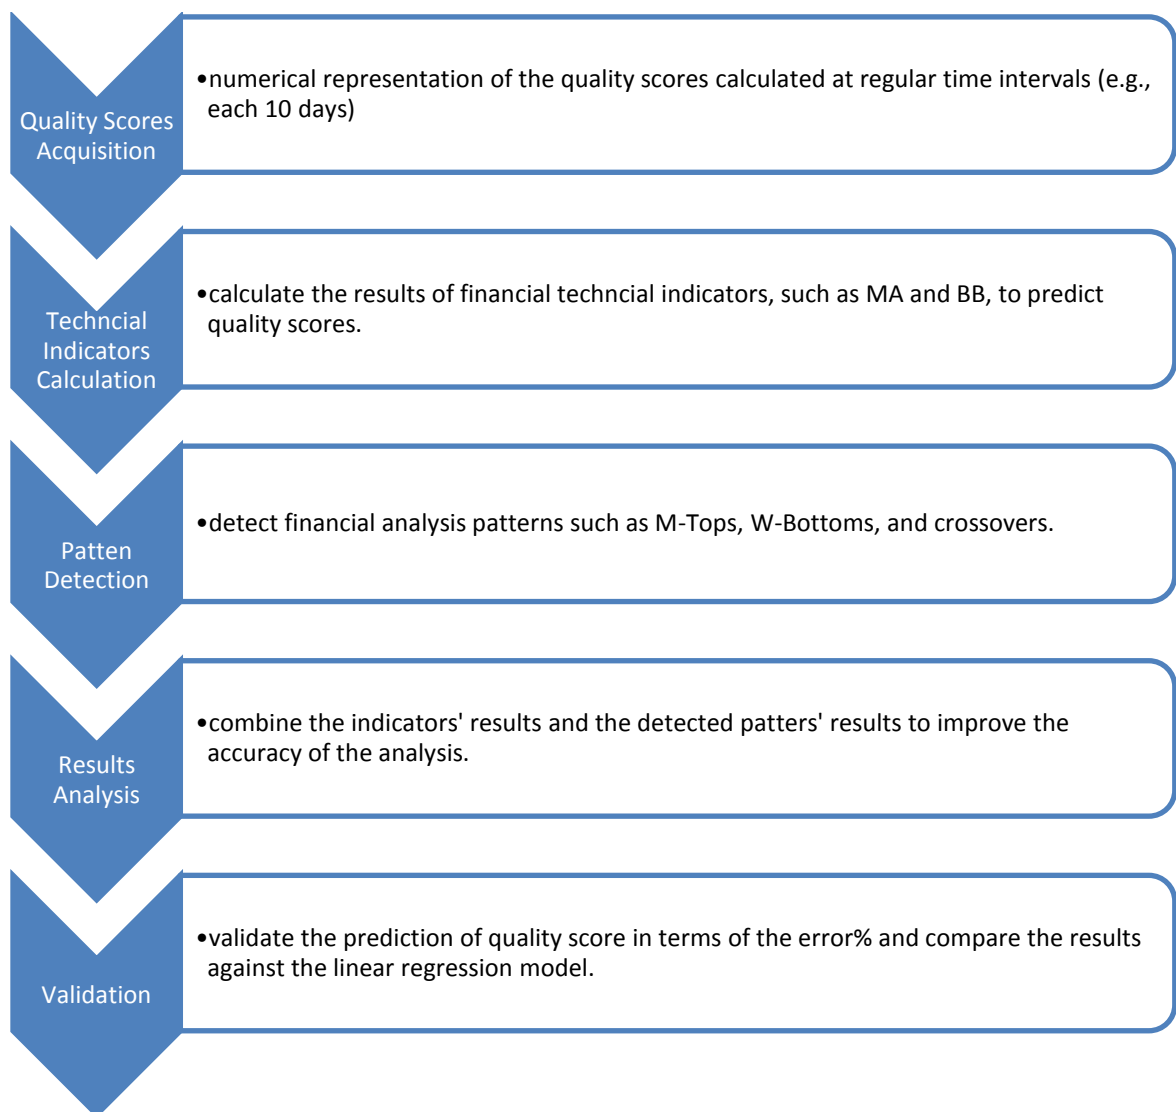 Quality Scores
Acquisition
•numerical representation of the quality scores calculated at regular time intervals (e.g.,
each 10 days)
Techncial
Indicators
Calculation
•calculate the results of financial techncial indicators, such as MA and BB, to predict
quality scores.
Patten
Detection
•detect financial analysis patterns such as M-Tops, W-Bottoms, and crossovers.
Results
Analysis
•combine the indicators' results and the detected patters' results to improve the
accuracy of the analysis.
Validation
•validate the prediction of quality score in terms of the error% and compare the results
against the linear regression model.